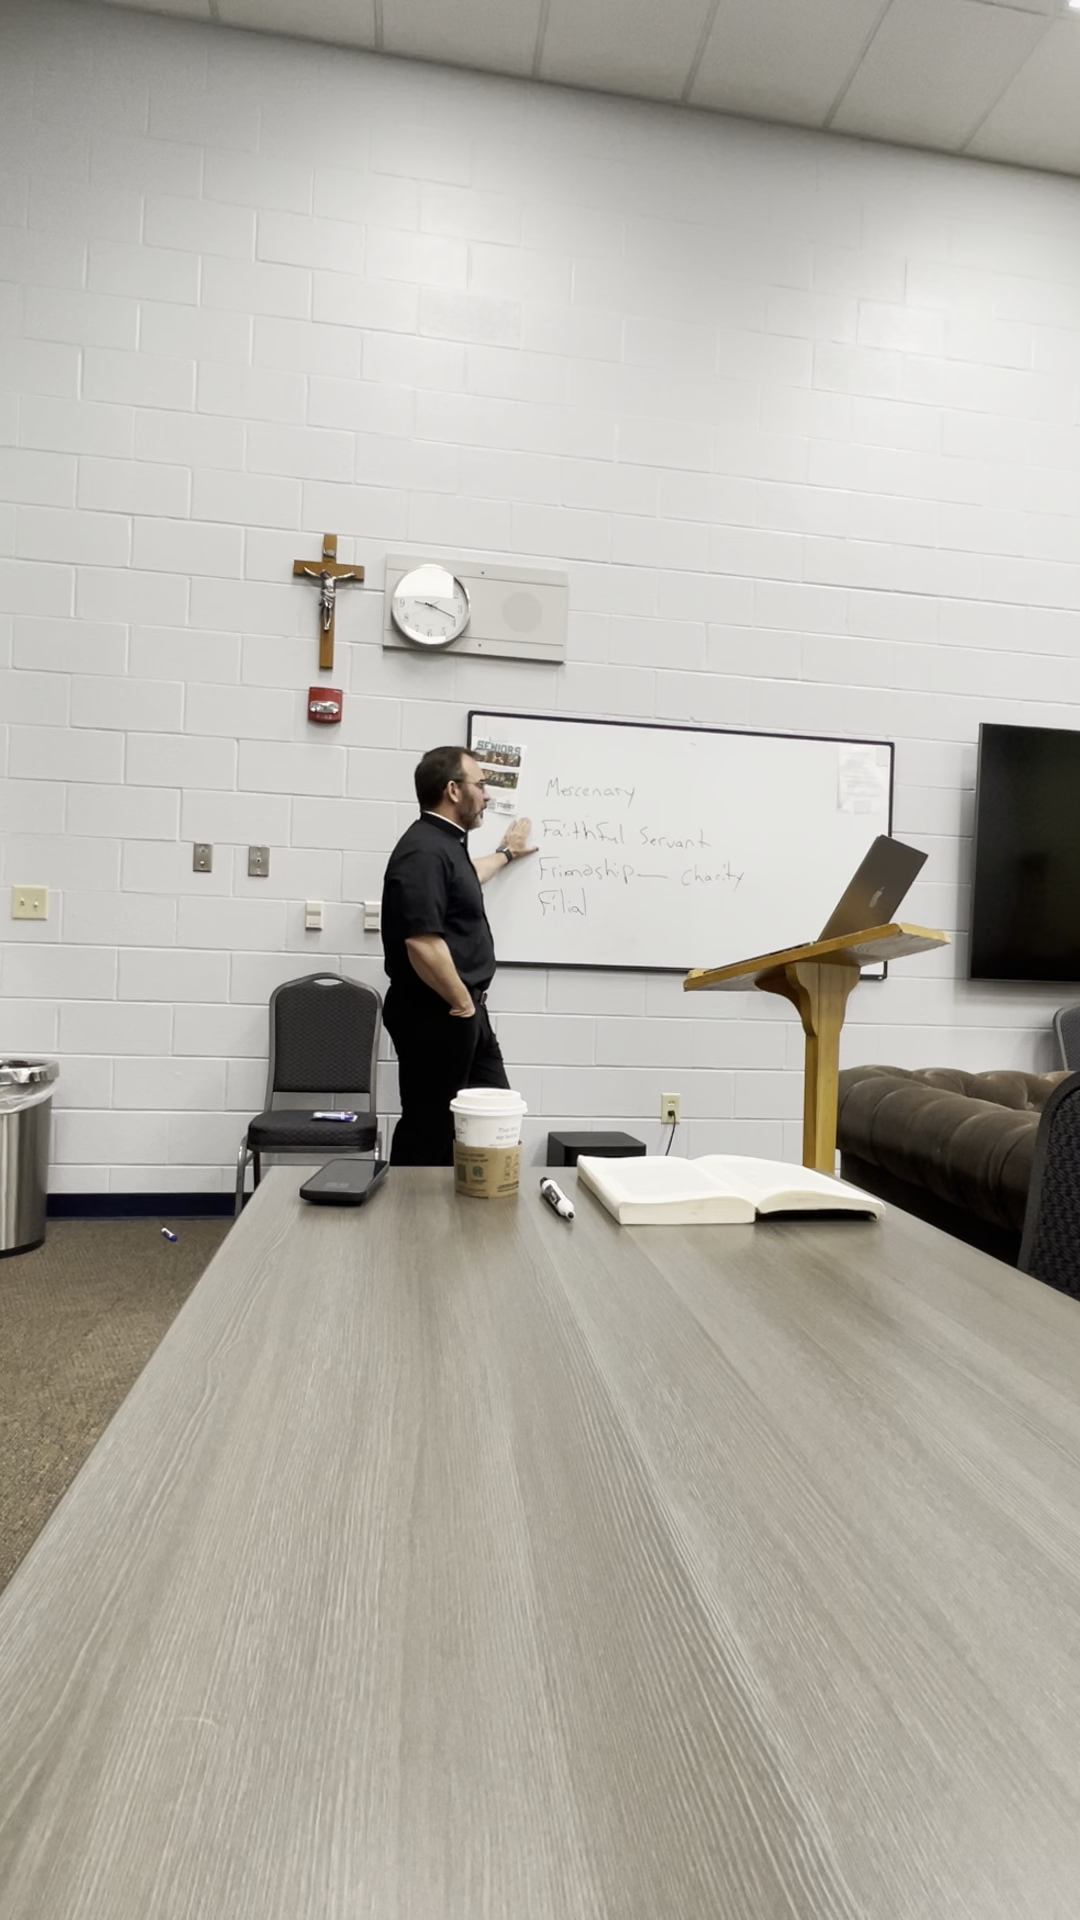 SENIORS
Mercenary
Faithful Servant
Friendship — Charity
Filial